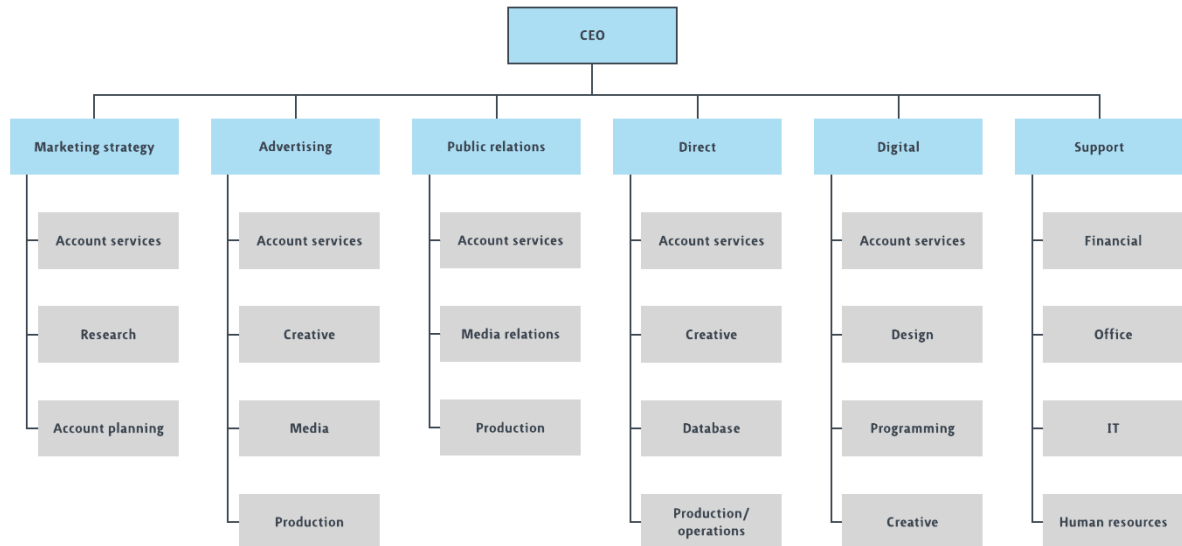 CEO
Marketing strategy
Advertising
Public relations
Direct
Digital
Support
Account services
Account services
Account services
Account services
Account services
Financial
Research
Creative
Media relations
Creative
Design
Office
Account planning
Media
Production
Database
Programming
IT
Production
Production/
operations
Creative
Human resources